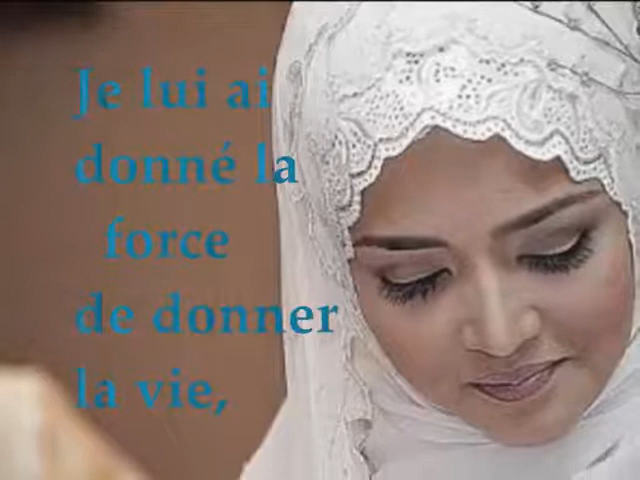 Je lui ai
donné la
force
de donner
la vie,